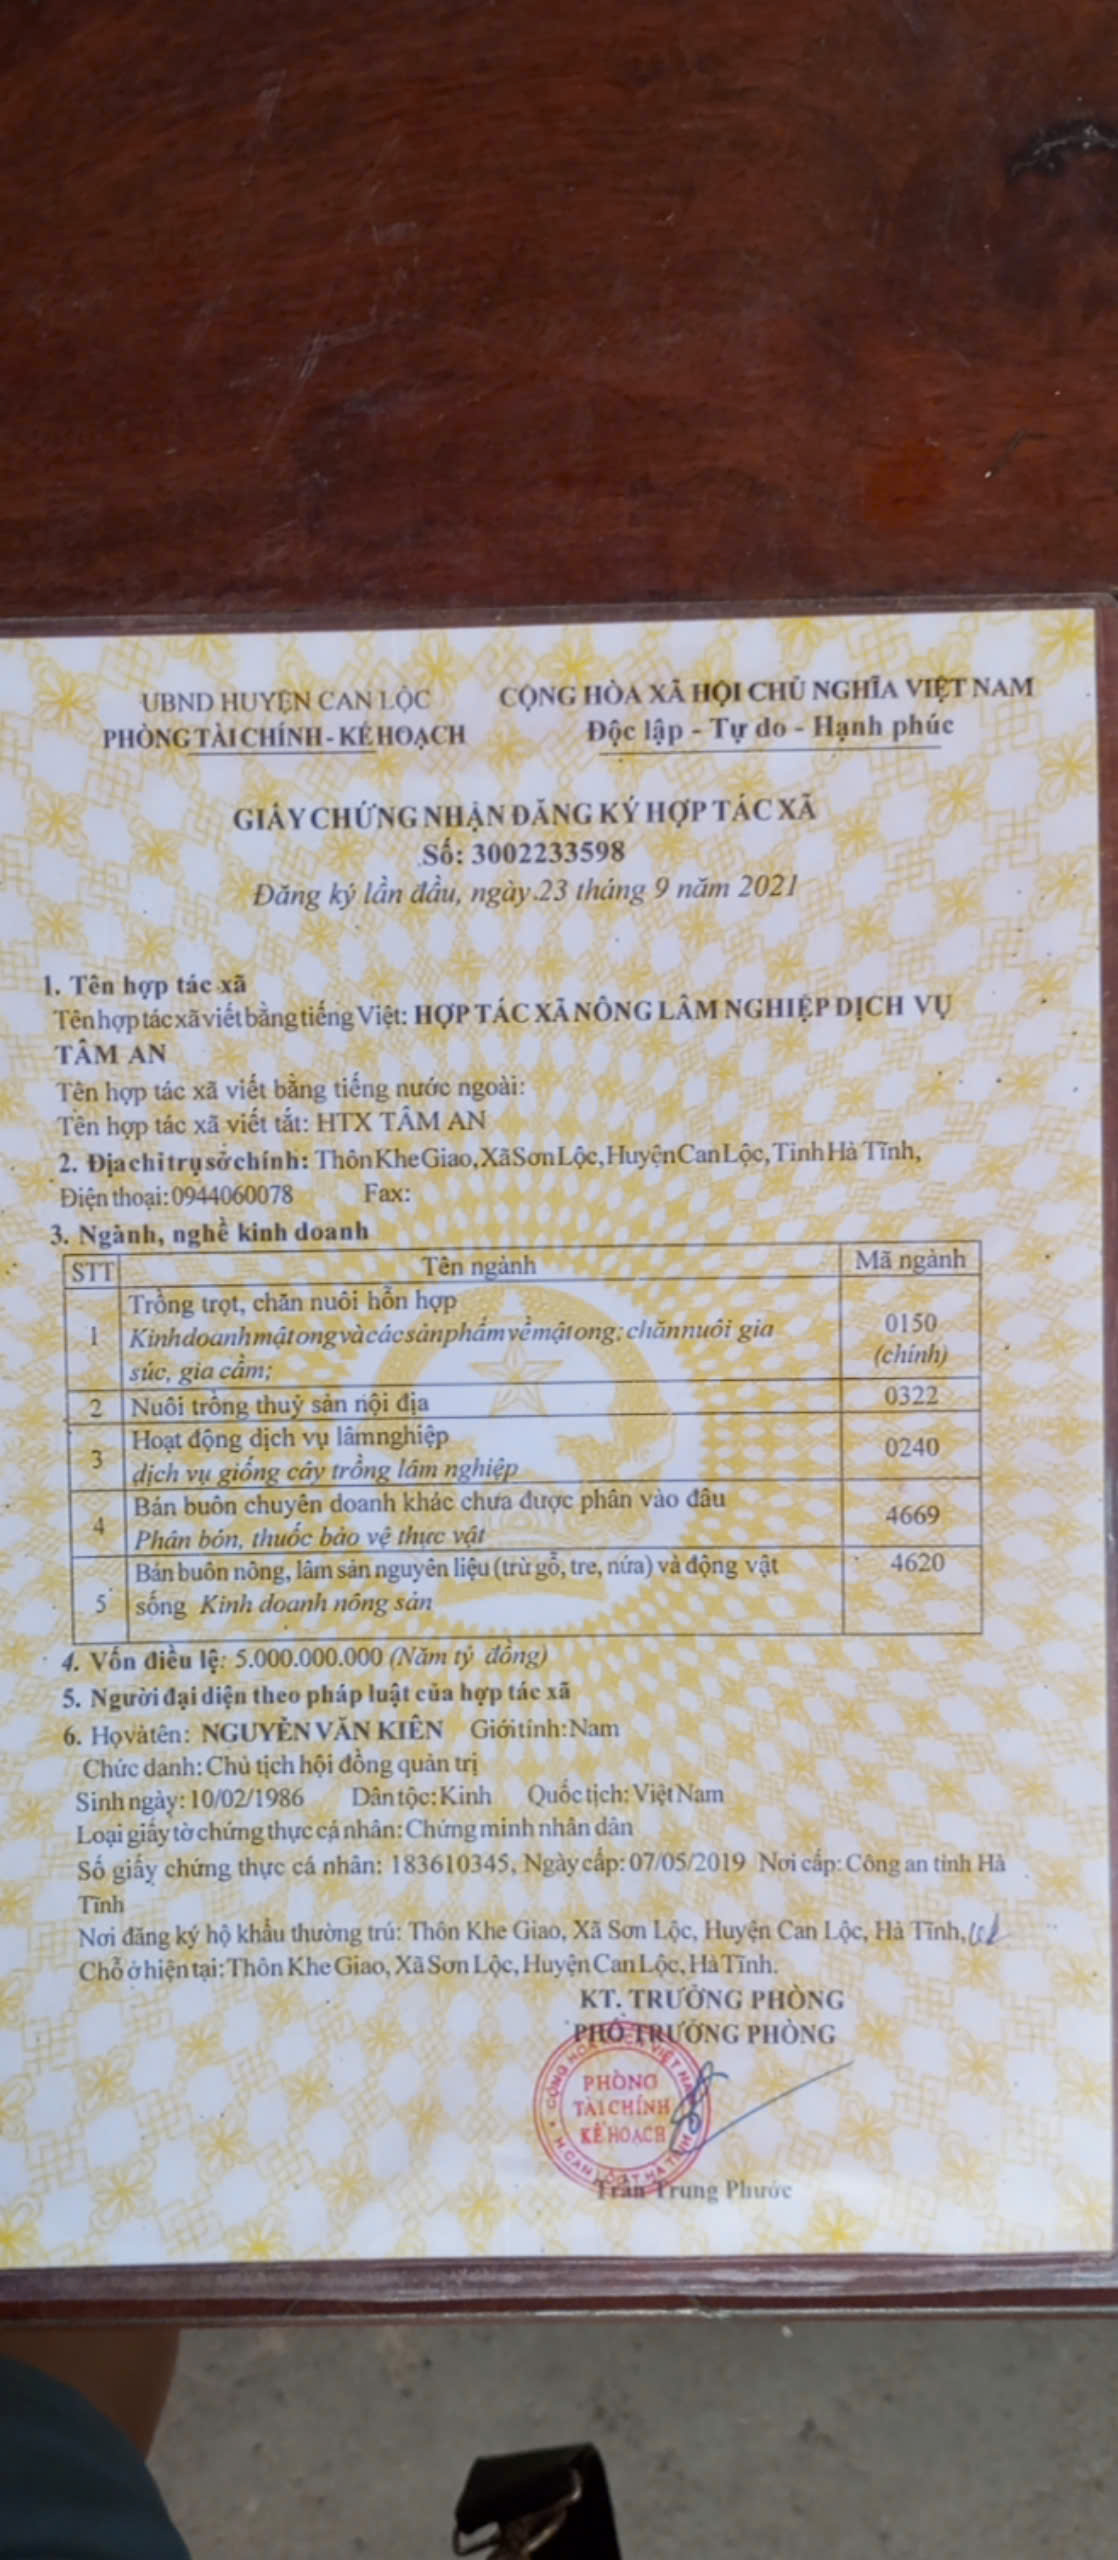 UBND HUYỆN CAN LỘC
PHÒNG TÀI CHÍNH - KẾ HOẠCH
CỘNG HÒA XÃ HỘI CHỦ NGHĨA VIỆT NAM
Độc lập - Tự do - Hạnh phúc
GIẤY CHỨNG NHẬN ĐĂNG KÝ HỢP TÁC XÃ
Số: 3002233598
Đăng ký lần đầu, ngày 23 tháng 9 năm 2021
1. Tên hợp tác xã
Tên hợp tác xã viết bằng tiếng Việt: HỢP TÁC XÃ NÔNG LÂM NGHIỆP DỊCH VỤ
TÂM AN
Tên hợp tác xã viết bằng tiếng nước ngoài:
Tên hợp tác xã viết tắt: HTX TÂM AN
2. Địa chỉ trụ sở chính: Thôn Khe Giao, Xã Sơn Lộc, Huyện Can Lộc, Tỉnh Hà Tĩnh,
Điện thoại: 0944060078 Fax:
3. Ngành, nghề kinh doanh
STT Tên ngành Mã ngành
1 Trồng trọt, chăn nuôi hỗn hợp 0150
Kinh doanh mật ong và các sản phẩm về mật ong; chăn nuôi gia (chính)
súc, gia cầm;
2 Nuôi trồng thuỷ sản nội địa 0322
3 Hoạt động dịch vụ lâm nghiệp 0240
dịch vụ giống cây trồng lâm nghiệp
4 Bán buôn chuyên doanh khác chưa được phân vào đâu 4669
Phân bón, thuốc bảo vệ thực vật
5 Bán buôn nông, lâm sản nguyên liệu (trừ gỗ, tre, nứa) và động vật 4620
sống Kinh doanh nông sản
4. Vốn điều lệ: 5.000.000.000 (Năm tỷ đồng)
5. Người đại diện theo pháp luật của hợp tác xã
6. Họ và tên: NGUYỄN VĂN KIÊN Giới tính: Nam
Chức danh: Chủ tịch hội đồng quản trị
Sinh ngày: 10/02/1986 Dân tộc: Kinh Quốc tịch: Việt Nam
Loại giấy tờ chứng thực cá nhân: Chứng minh nhân dân
Số giấy chứng thực cá nhân: 183610345, Ngày cấp: 07/05/2019 Nơi cấp: Công an tỉnh Hà
Tĩnh
Nơi đăng ký hộ khẩu thường trú: Thôn Khe Giao, Xã Sơn Lộc, Huyện Can Lộc, Hà Tĩnh,
Chỗ ở hiện tại: Thôn Khe Giao, Xã Sơn Lộc, Huyện Can Lộc, Hà Tĩnh.
KT. TRƯỞNG PHÒNG
PHÓ TRƯỞNG PHÒNG
PHÒNG
TÀI CHÍNH
KẾ HOẠCH
Trần Trung Phước